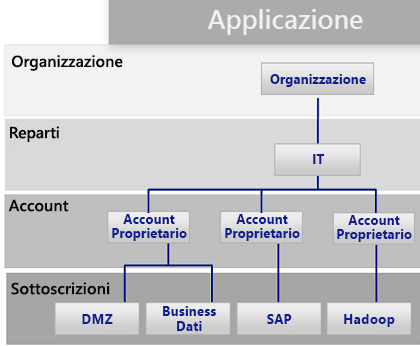 Applicazione
Organizzazione
Organizzazione
Reparti
IT
Account
Account
Proprietario
Account
Proprietario
Account
Proprietario
Sottoscrizioni
DMZ
Business
Dati
SAP
Hadoop